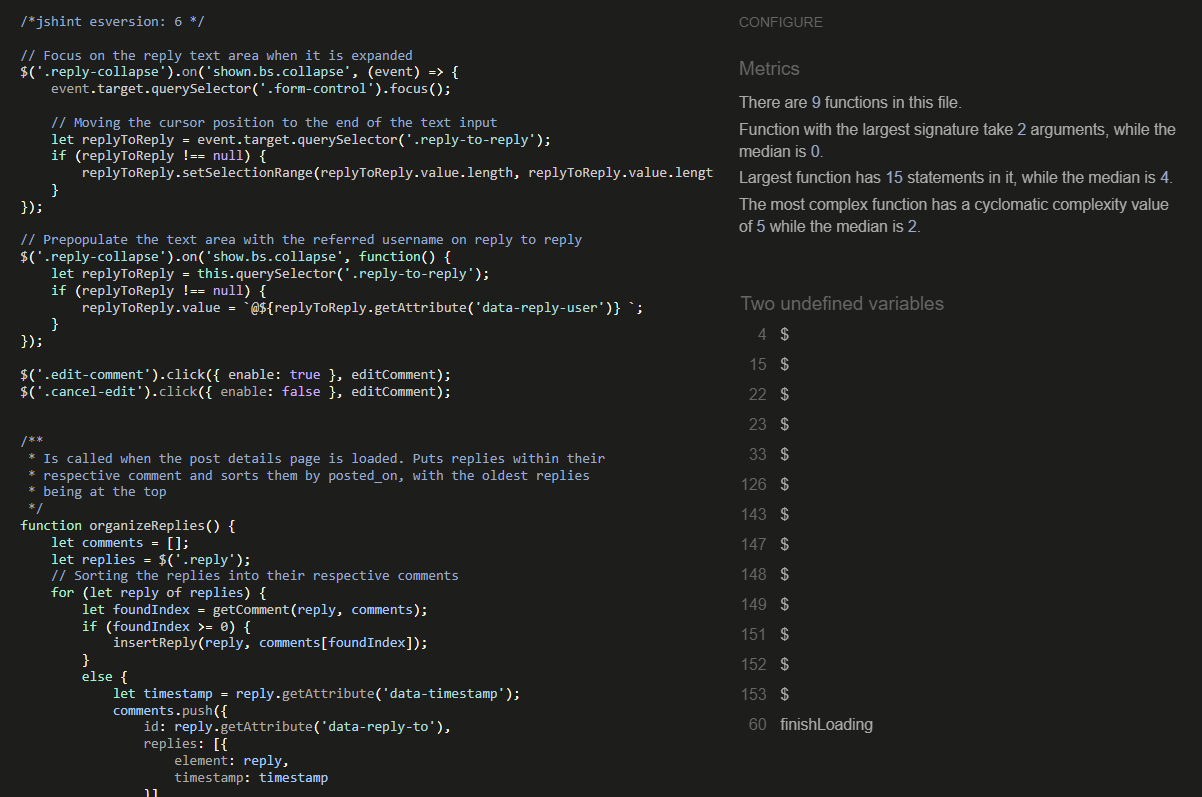 /*jshint esversion: 6 */
// Focus on the reply text area when it is expanded
$('.reply-collapse').on('shown.bs.collapse', (event) => {
    event.target.querySelector('.form-control').focus();
    // Moving the cursor position to the end of the text input
    let replyToReply = event.target.querySelector('.reply-to-reply');
    if (replyToReply !== null) {
        replyToReply.setSelectionRange(replyToReply.value.length, replyToReply.value.lengt
    }
});
// Prepopulate the text area with the referred username on reply to reply
$('.reply-collapse').on('show.bs.collapse', function() {
    let replyToReply = this.querySelector('.reply-to-reply');
    if (replyToReply !== null) {
        replyToReply.value = `@${replyToReply.getAttribute('data-reply-user')} `;
    }
});
$('.edit-comment').click({ enable: true }, editComment);
$('.cancel-edit').click({ enable: false }, editComment);
/**
 * Is called when the post details page is loaded. Puts replies within their
 * respective comment and sorts them by posted_on, with the oldest replies
 * being at the top
 */
function organizeReplies() {
    let comments = [];
    let replies = $('.reply');
    // Sorting the replies into their respective comments
    for (let reply of replies) {
        let foundIndex = getComment(reply, comments);
        if (foundIndex >= 0) {
            insertReply(reply, comments[foundIndex]);
        }
        else {
            let timestamp = reply.getAttribute('data-timestamp');
            comments.push({
                id: reply.getAttribute('data-reply-to'),
                replies: [{
                    element: reply,
                    timestamp: timestamp
                }]
CONFIGURE
Metrics
There are 9 functions in this file.
Function with the largest signature take 2 arguments, while the
median is 0.
Largest function has 15 statements in it, while the median is 4.
The most complex function has a cyclomatic complexity value
of 5 while the median is 2.
Two undefined variables
4 $
15 $
22 $
23 $
33 $
126 $
143 $
147 $
148 $
149 $
151 $
152 $
153 $
60 finishLoading